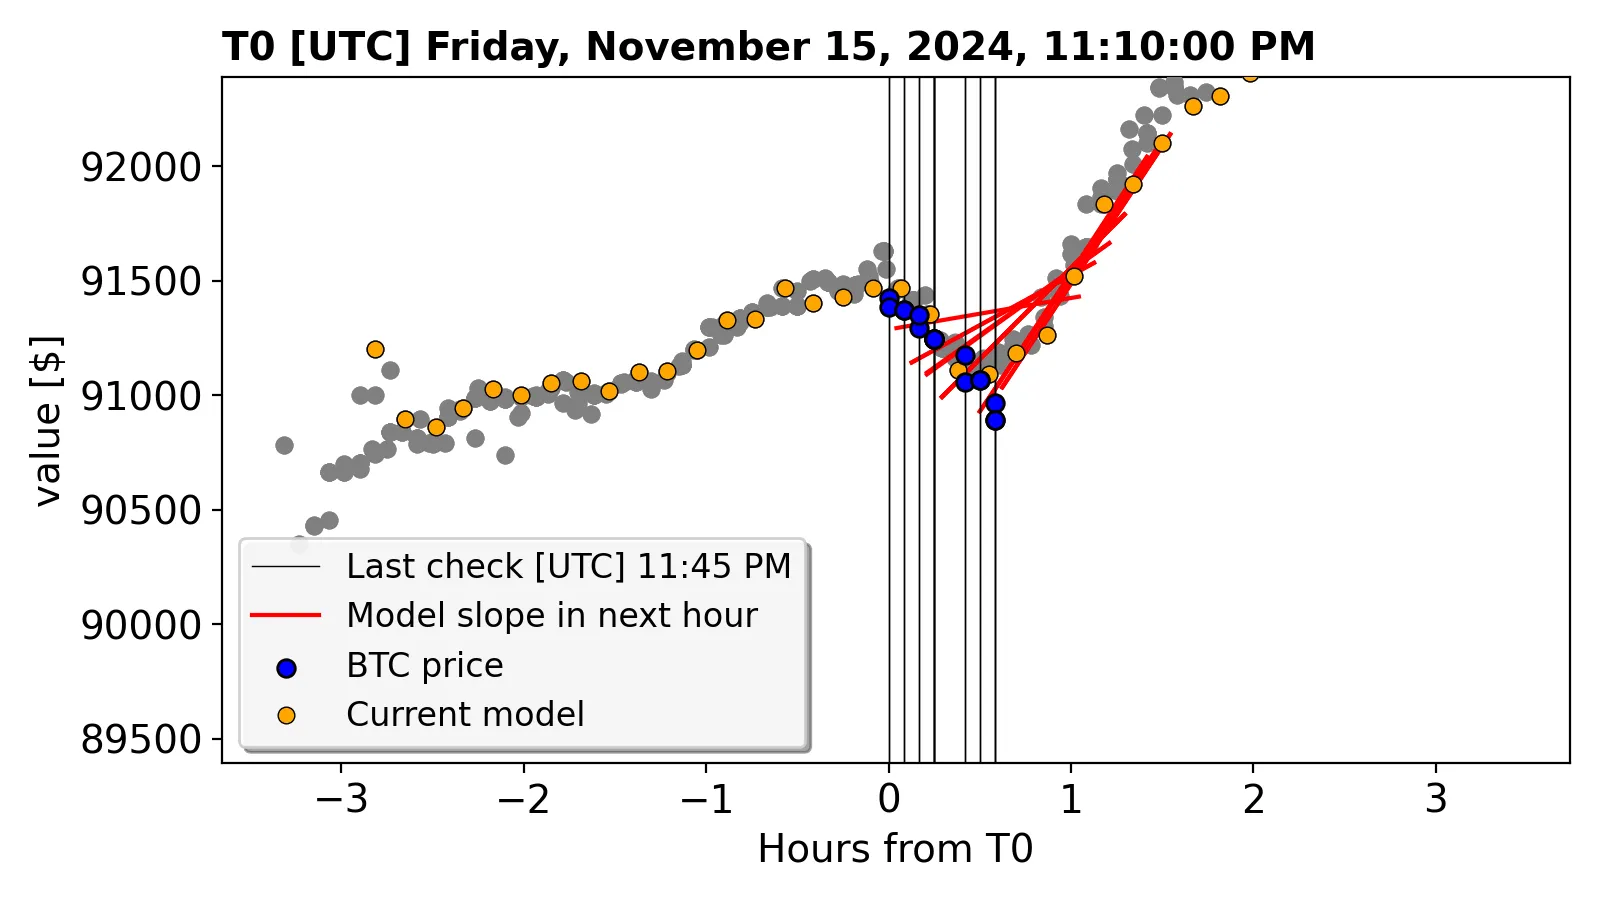 T0 [UTC] Friday, November 15, 2024, 11:10:00 PM
value [$]
92000
91500
91000
90500
90000
89500
Last check [UTC] 11:45 PM
Model slope in next hour
BTC price
Current model
−3 −2 −1 0 1 2 3
Hours from T0